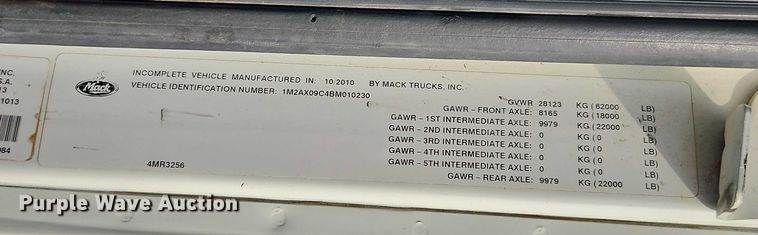 INC.
S.A.
13
01013
984
Mack
INCOMPLETE VEHICLE MANUFACTURED IN: 10/2010 BY MACK TRUCKS, INC.
VEHICLE IDENTIFICATION NUMBER: 1M2AX09C4BM010230
GVWR 28123 KG ( 62000 LB)
GAWR - FRONT AXLE: 8165 KG ( 18000 LB)
GAWR - 1ST INTERMEDIATE AXLE: 9979 KG ( 22000 LB)
GAWR - 2ND INTERMEDIATE AXLE: 0 KG ( 0 LB)
GAWR - 3RD INTERMEDIATE AXLE: 0 KG ( 0 LB)
GAWR - 4TH INTERMEDIATE AXLE: 0 KG ( 0 LB)
GAWR - 5TH INTERMEDIATE AXLE: 0 KG ( 0 LB)
GAWR - REAR AXLE: 9979 KG ( 22000 LB)
4MR3256
Purple Wave Auction